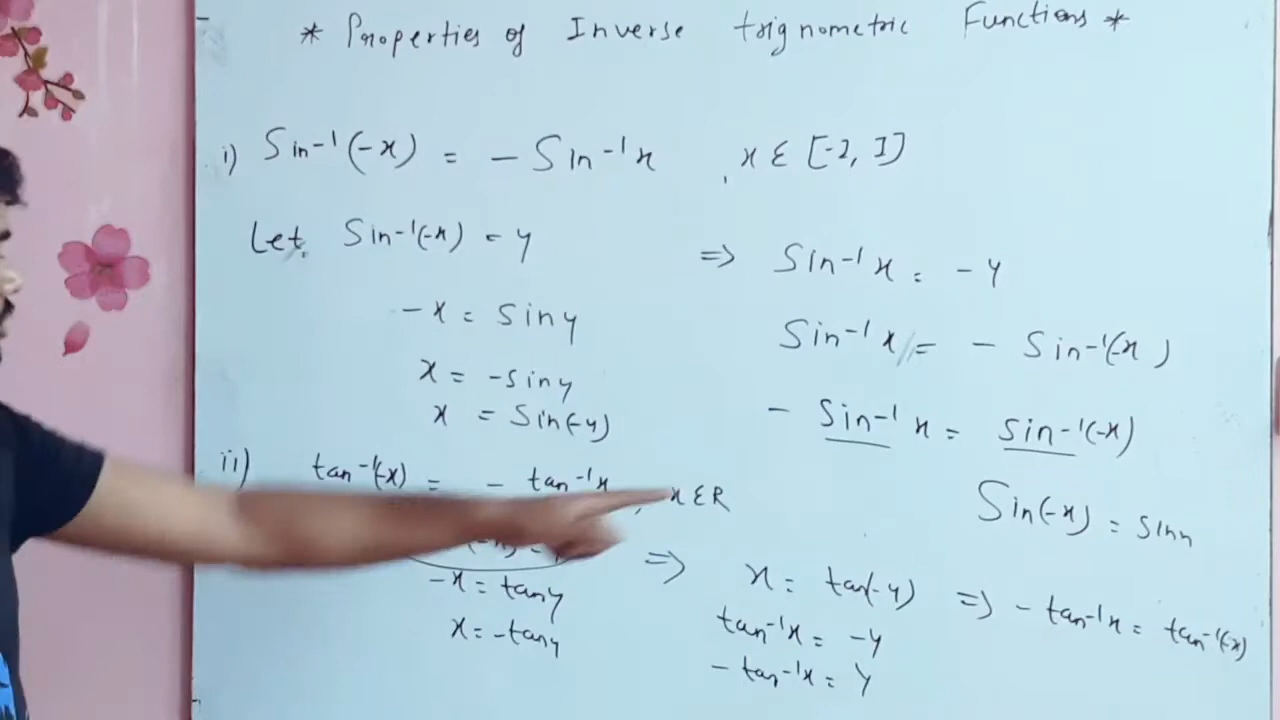 * Properties of Inverse trignometric Functions *
i) Sin⁻¹(-x) = - Sin⁻¹x , x ∈ [-1, 1]
Let, Sin⁻¹(-x) = y
-x = siny
x = -siny
x = Sin(-y)
=> Sin⁻¹x = -y
Sin⁻¹x = - Sin⁻¹(-x)
- Sin⁻¹x = sin⁻¹(-x)
Sin(-x) = sinx
ii) tan⁻¹(-x) = - tan⁻¹x , x ∈ R
-x = tany
x = -tany
=> x = tan(-y)
tan⁻¹x = -y
- tan⁻¹x = y
=> - tan⁻¹x = tan⁻¹(-x)